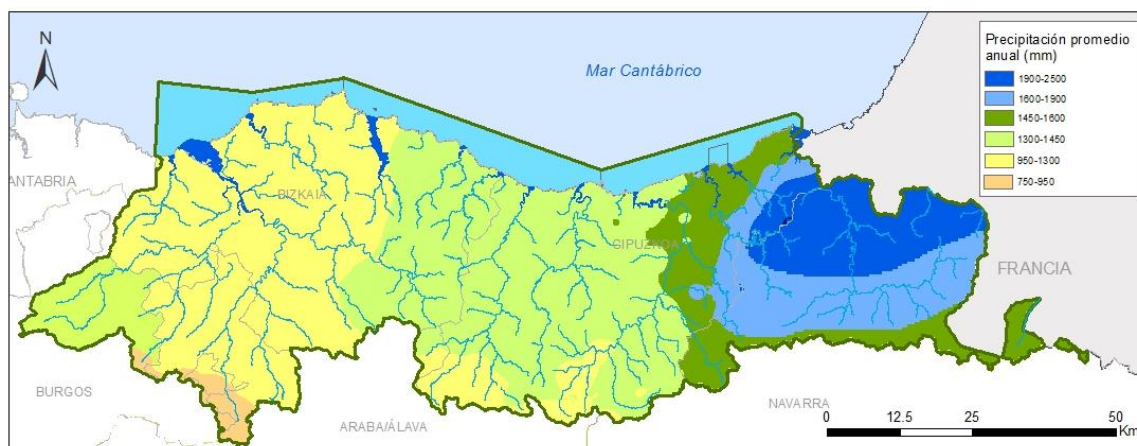 N
Mar Cantábrico
Precipitación promedio
anual (mm)
1900-2500
1600-1900
1450-1600
1300-1450
950-1300
750-950
ANTABRIA
BIZKAIA
GIPUZKOA
FRANCIA
BURGOS
ARABA/ÁLAVA
NAVARRA
0 12.5 25 50
Km